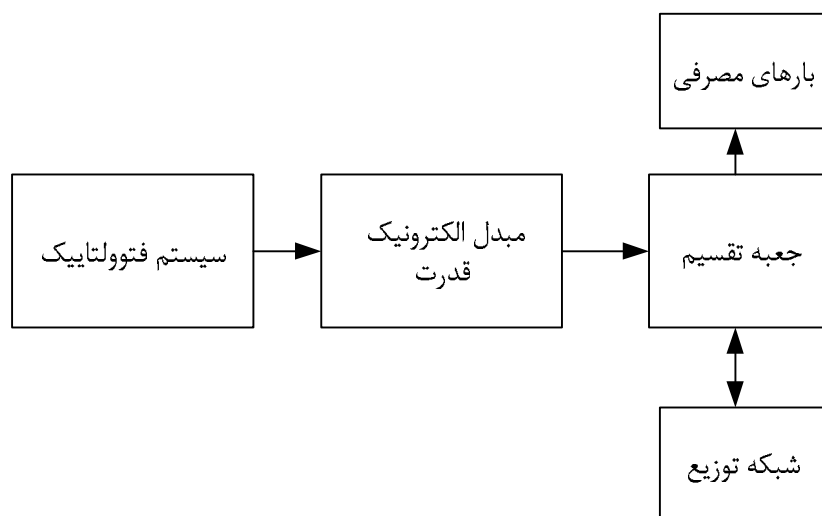 بارهای مصرفی
سیستم فتوولتاییک
مبدل الکترونیک
قدرت
جعبه تقسیم
شبکه توزیع